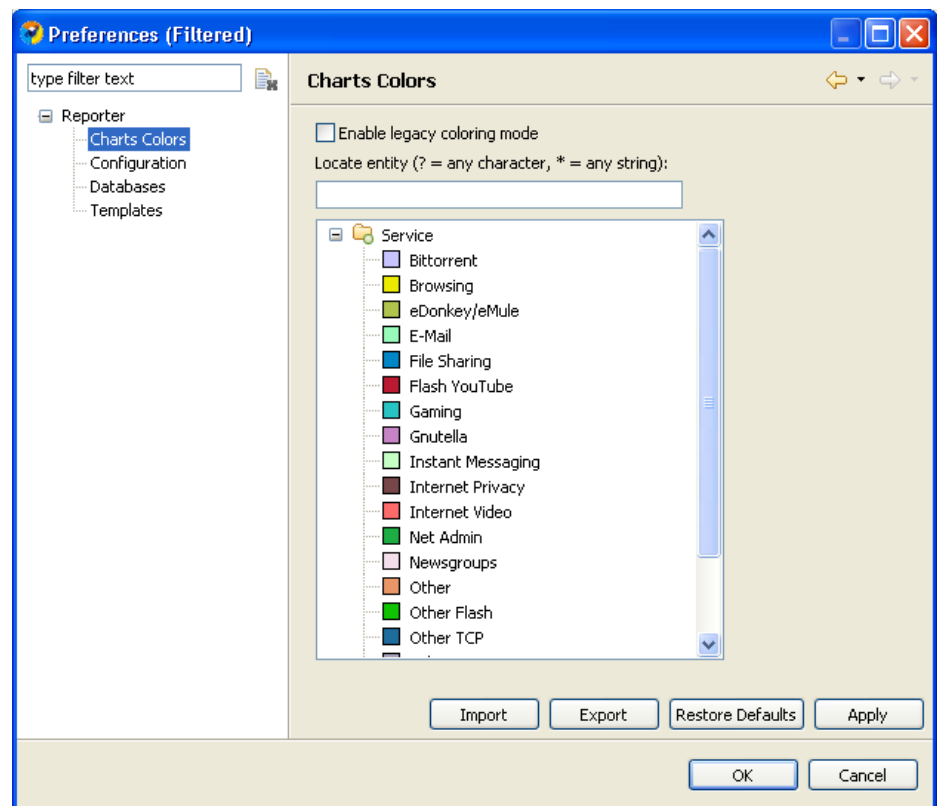 Preferences (Filtered)
type filter text
Reporter
Charts Colors
Configuration
Databases
Templates
Charts Colors
Enable legacy coloring mode
Locate entity (? = any character, * = any string):
Service
Bittorrent
Browsing
eDonkey/eMule
E-Mail
File Sharing
Flash YouTube
Gaming
Gnutella
Instant Messaging
Internet Privacy
Internet Video
Net Admin
Newsgroups
Other
Other Flash
Other TCP
Import Export Restore Defaults Apply
OK Cancel